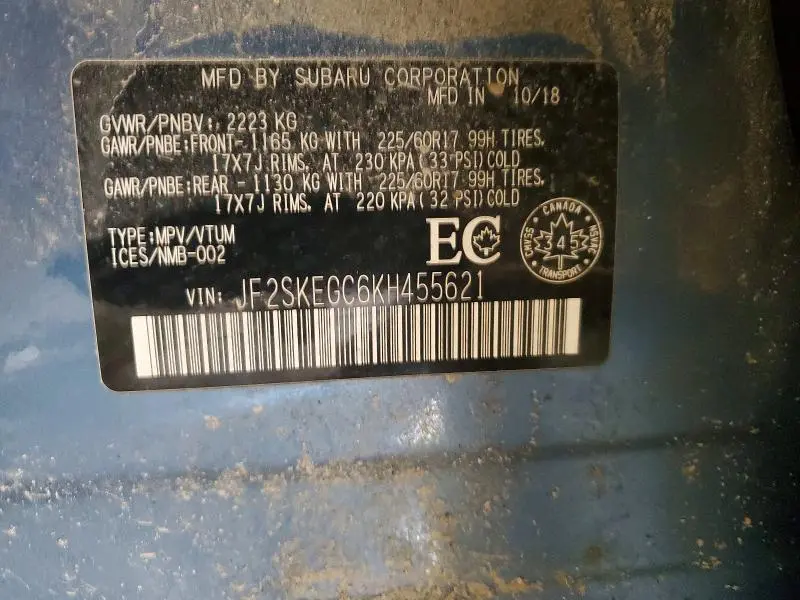 MFD BY SUBARU CORPORATION
MFD IN 10/18
GVWR/PNBV: 2223 KG
GAWR/PNBE:FRONT-1165 KG WITH 225/60R17 99H TIRES.
17X7J RIMS. AT 230 KPA(33 PSI)COLD
GAWR/PNBE:REAR -1130 KG WITH 225/60R17 99H TIRES.
17X7J RIMS. AT 220 KPA(32 PSI)COLD
TYPE:MPV/VTUM
ICES/NMB-002
EC
CANADA
CMVSS
345
NSVAC
TRANSPORT
VIN: JF2SKEGC6KH455621